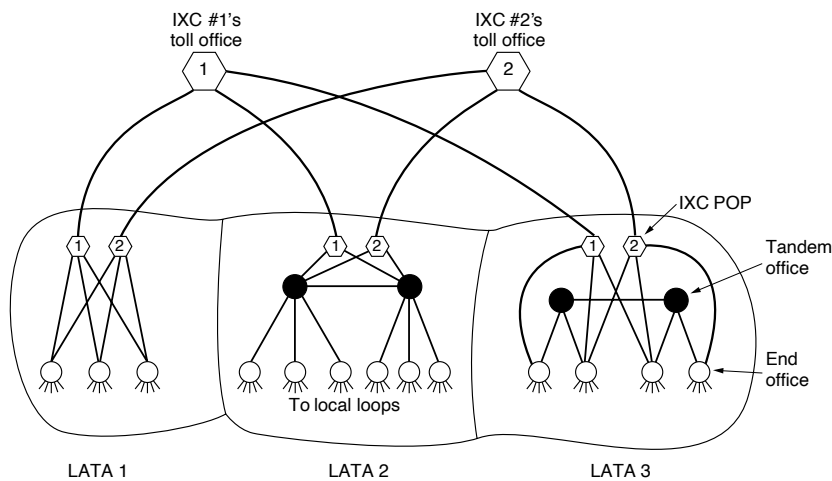 IXC #1's
toll office
IXC #2's
toll office
1
2
IXC POP
1
2
1
2
1
2
Tandem
office
End
office
To local loops
LATA 1
LATA 2
LATA 3